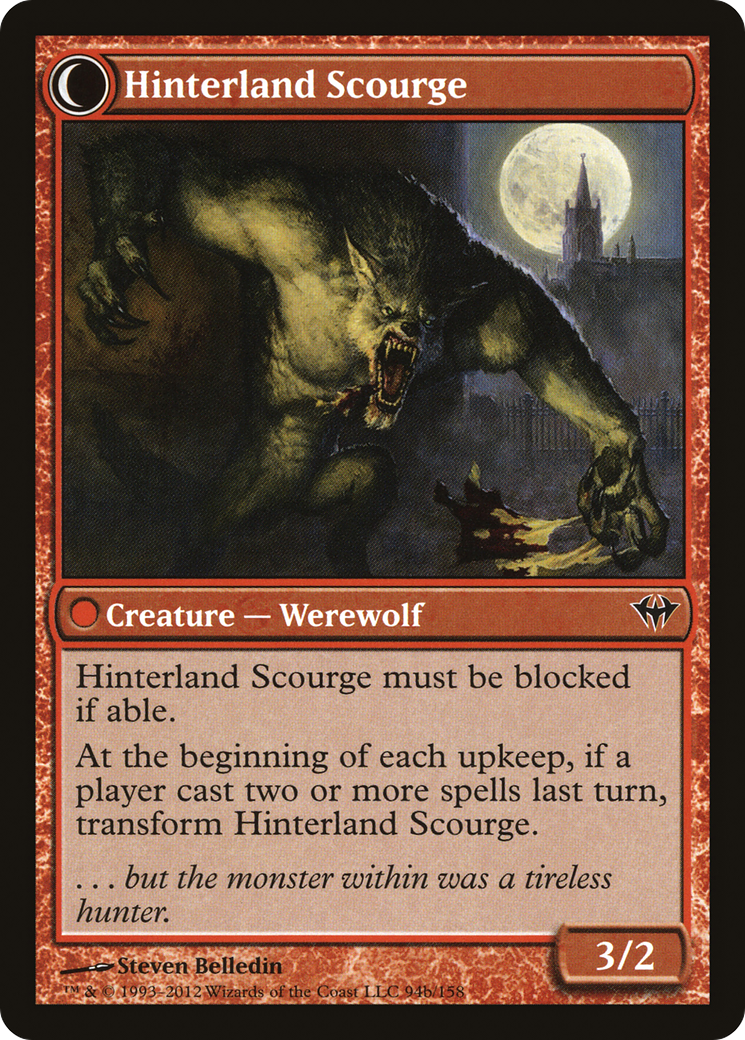 Hinterland Scourge
Creature — Werewolf
Hinterland Scourge must be blocked
if able.
At the beginning of each upkeep, if a
player cast two or more spells last turn,
transform Hinterland Scourge.
. . . but the monster within was a tireless
hunter.
3/2
Steven Belledin
™ & © 1993–2012 Wizards of the Coast LLC 94b/158